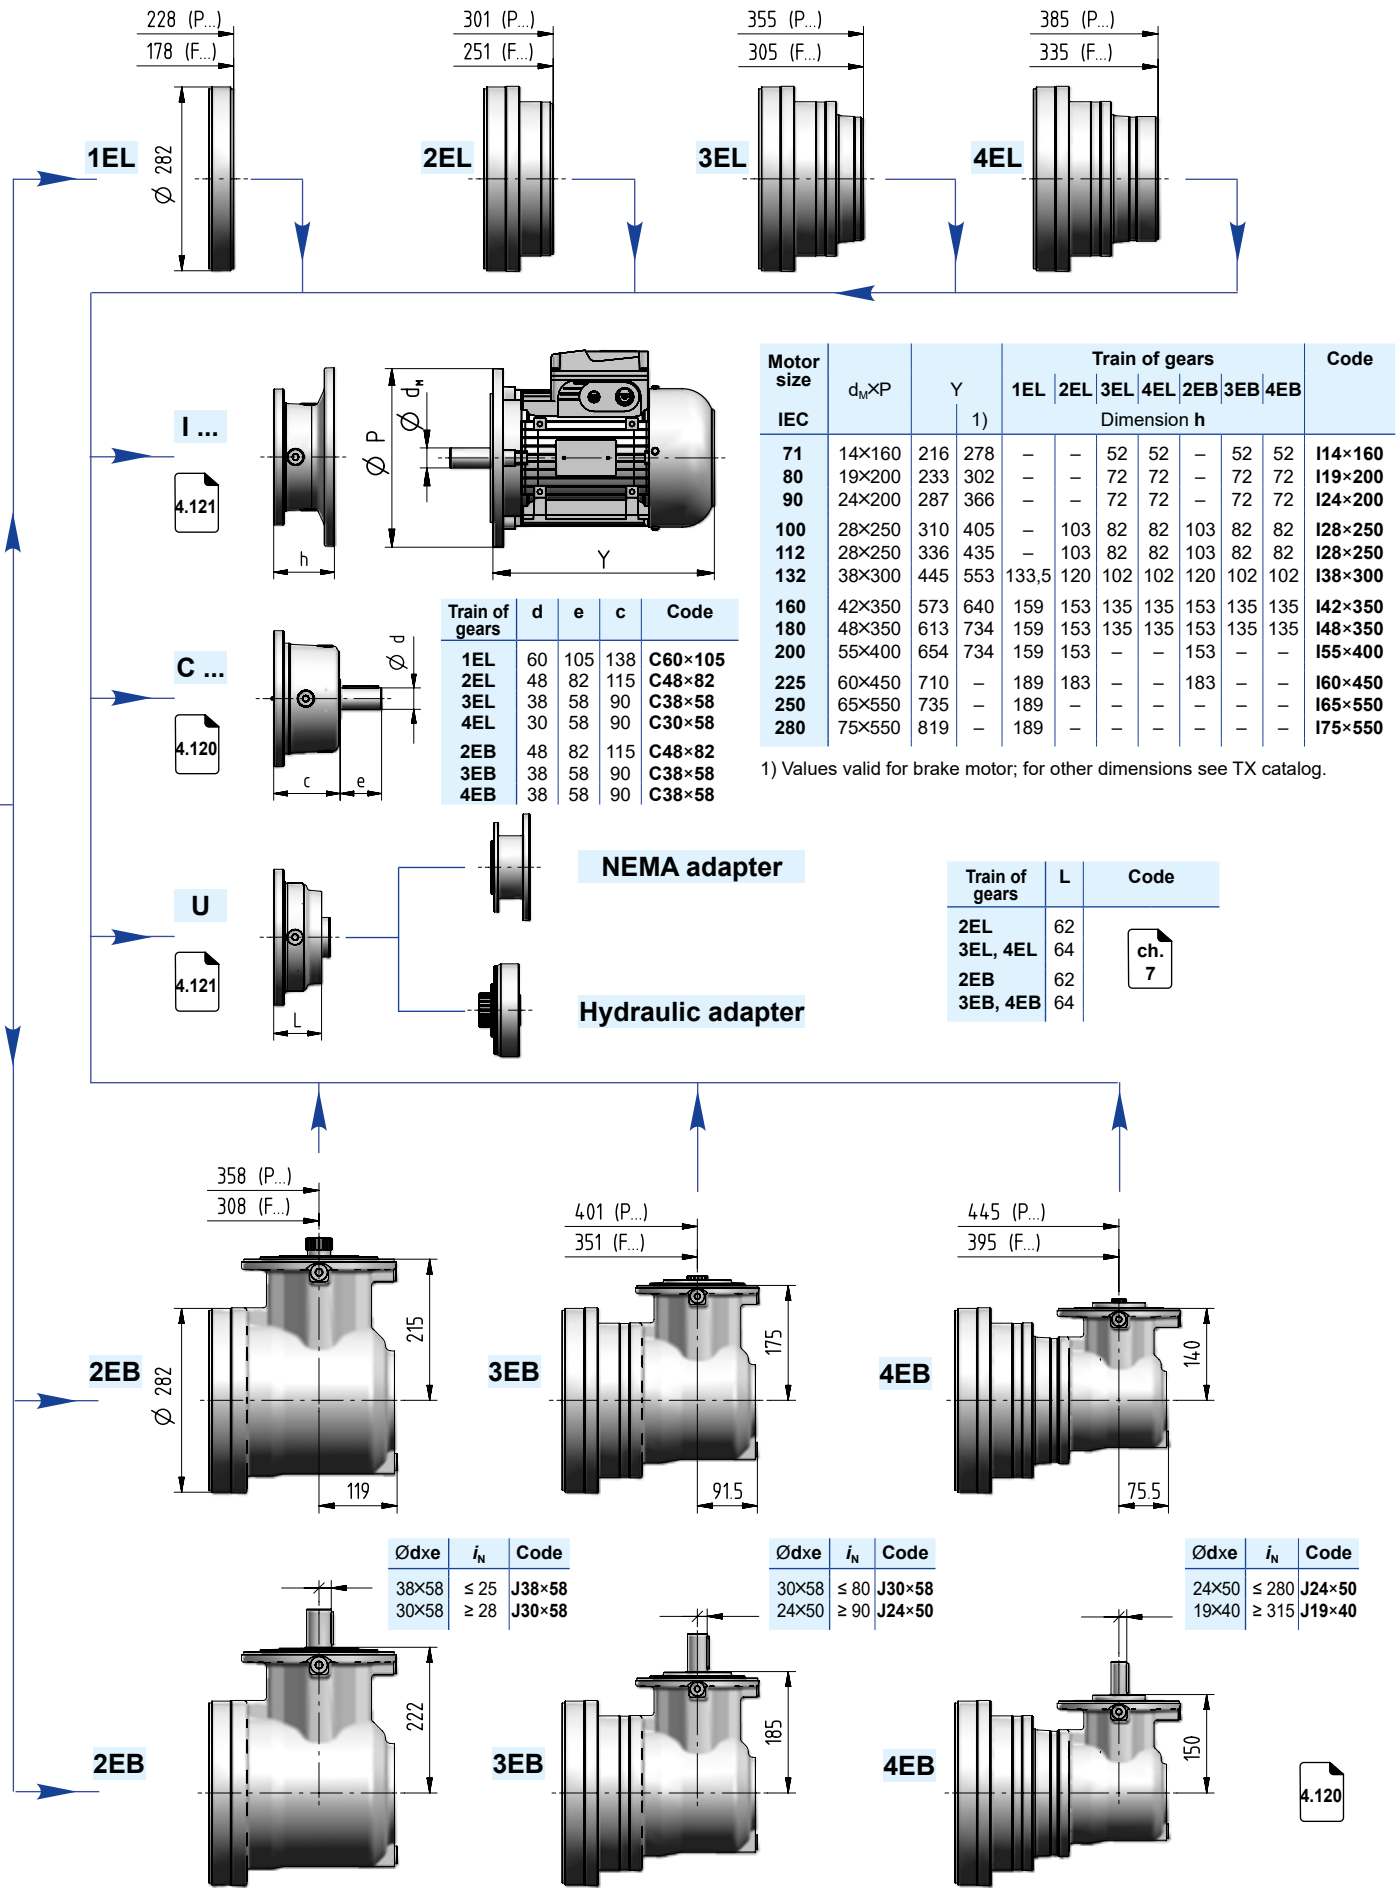 228 (P...)
178 (F...)
301 (P...)
251 (F...)
355 (P...)
305 (F...)
385 (P...)
335 (F...)
1EL
Ø 282
2EL
3EL
4EL
I ...
4.121
h
Ø P
Ø dM
Y
Motor size IEC | dM×P | Y | 1) | Train of gears | Code
1EL 2EL 3EL 4EL 2EB 3EB 4EB
Dimension h
71 14×160 216 278 – – 52 52 – 52 52 I14×160
80 19×200 233 302 – – 72 72 – 72 72 I19×200
90 24×200 287 366 – – 72 72 – 72 72 I24×200
100 28×250 310 405 – 103 82 82 103 82 82 I28×250
112 28×250 336 435 – 103 82 82 103 82 82 I28×250
132 38×300 445 553 133,5 120 102 102 120 102 102 I38×300
160 42×350 573 640 159 153 135 135 153 135 135 I42×350
180 48×350 613 734 159 153 135 135 153 135 135 I48×350
200 55×400 654 734 159 153 – – 153 – – I55×400
225 60×450 710 – 189 183 – – 183 – – I60×450
250 65×550 735 – 189 – – – – – – I65×550
280 75×550 819 – 189 – – – – – – I75×550
1) Values valid for brake motor; for other dimensions see TX catalog.
C ...
4.120
Ø d
c
e
Train of gears d e c Code
1EL 60 105 138 C60×105
2EL 48 82 115 C48×82
3EL 38 58 90 C38×58
4EL 30 58 90 C30×58
2EB 48 82 115 C48×82
3EB 38 58 90 C38×58
4EB 38 58 90 C38×58
U
4.121
L
NEMA adapter
Hydraulic adapter
Train of gears L Code
2EL 62
3EL, 4EL 64
2EB 62
3EB, 4EB 64
ch.
7
358 (P...)
308 (F...)
401 (P...)
351 (F...)
445 (P...)
395 (F...)
2EB
Ø 282
215
119
3EB
175
91.5
4EB
140
75.5
Ødxe iN Code
38×58 ≤ 25 J38×58
30×58 ≥ 28 J30×58
Ødxe iN Code
30×58 ≤ 80 J30×58
24×50 ≥ 90 J24×50
Ødxe iN Code
24×50 ≤ 280 J24×50
19×40 ≥ 315 J19×40
2EB
222
3EB
185
4EB
150
4.120